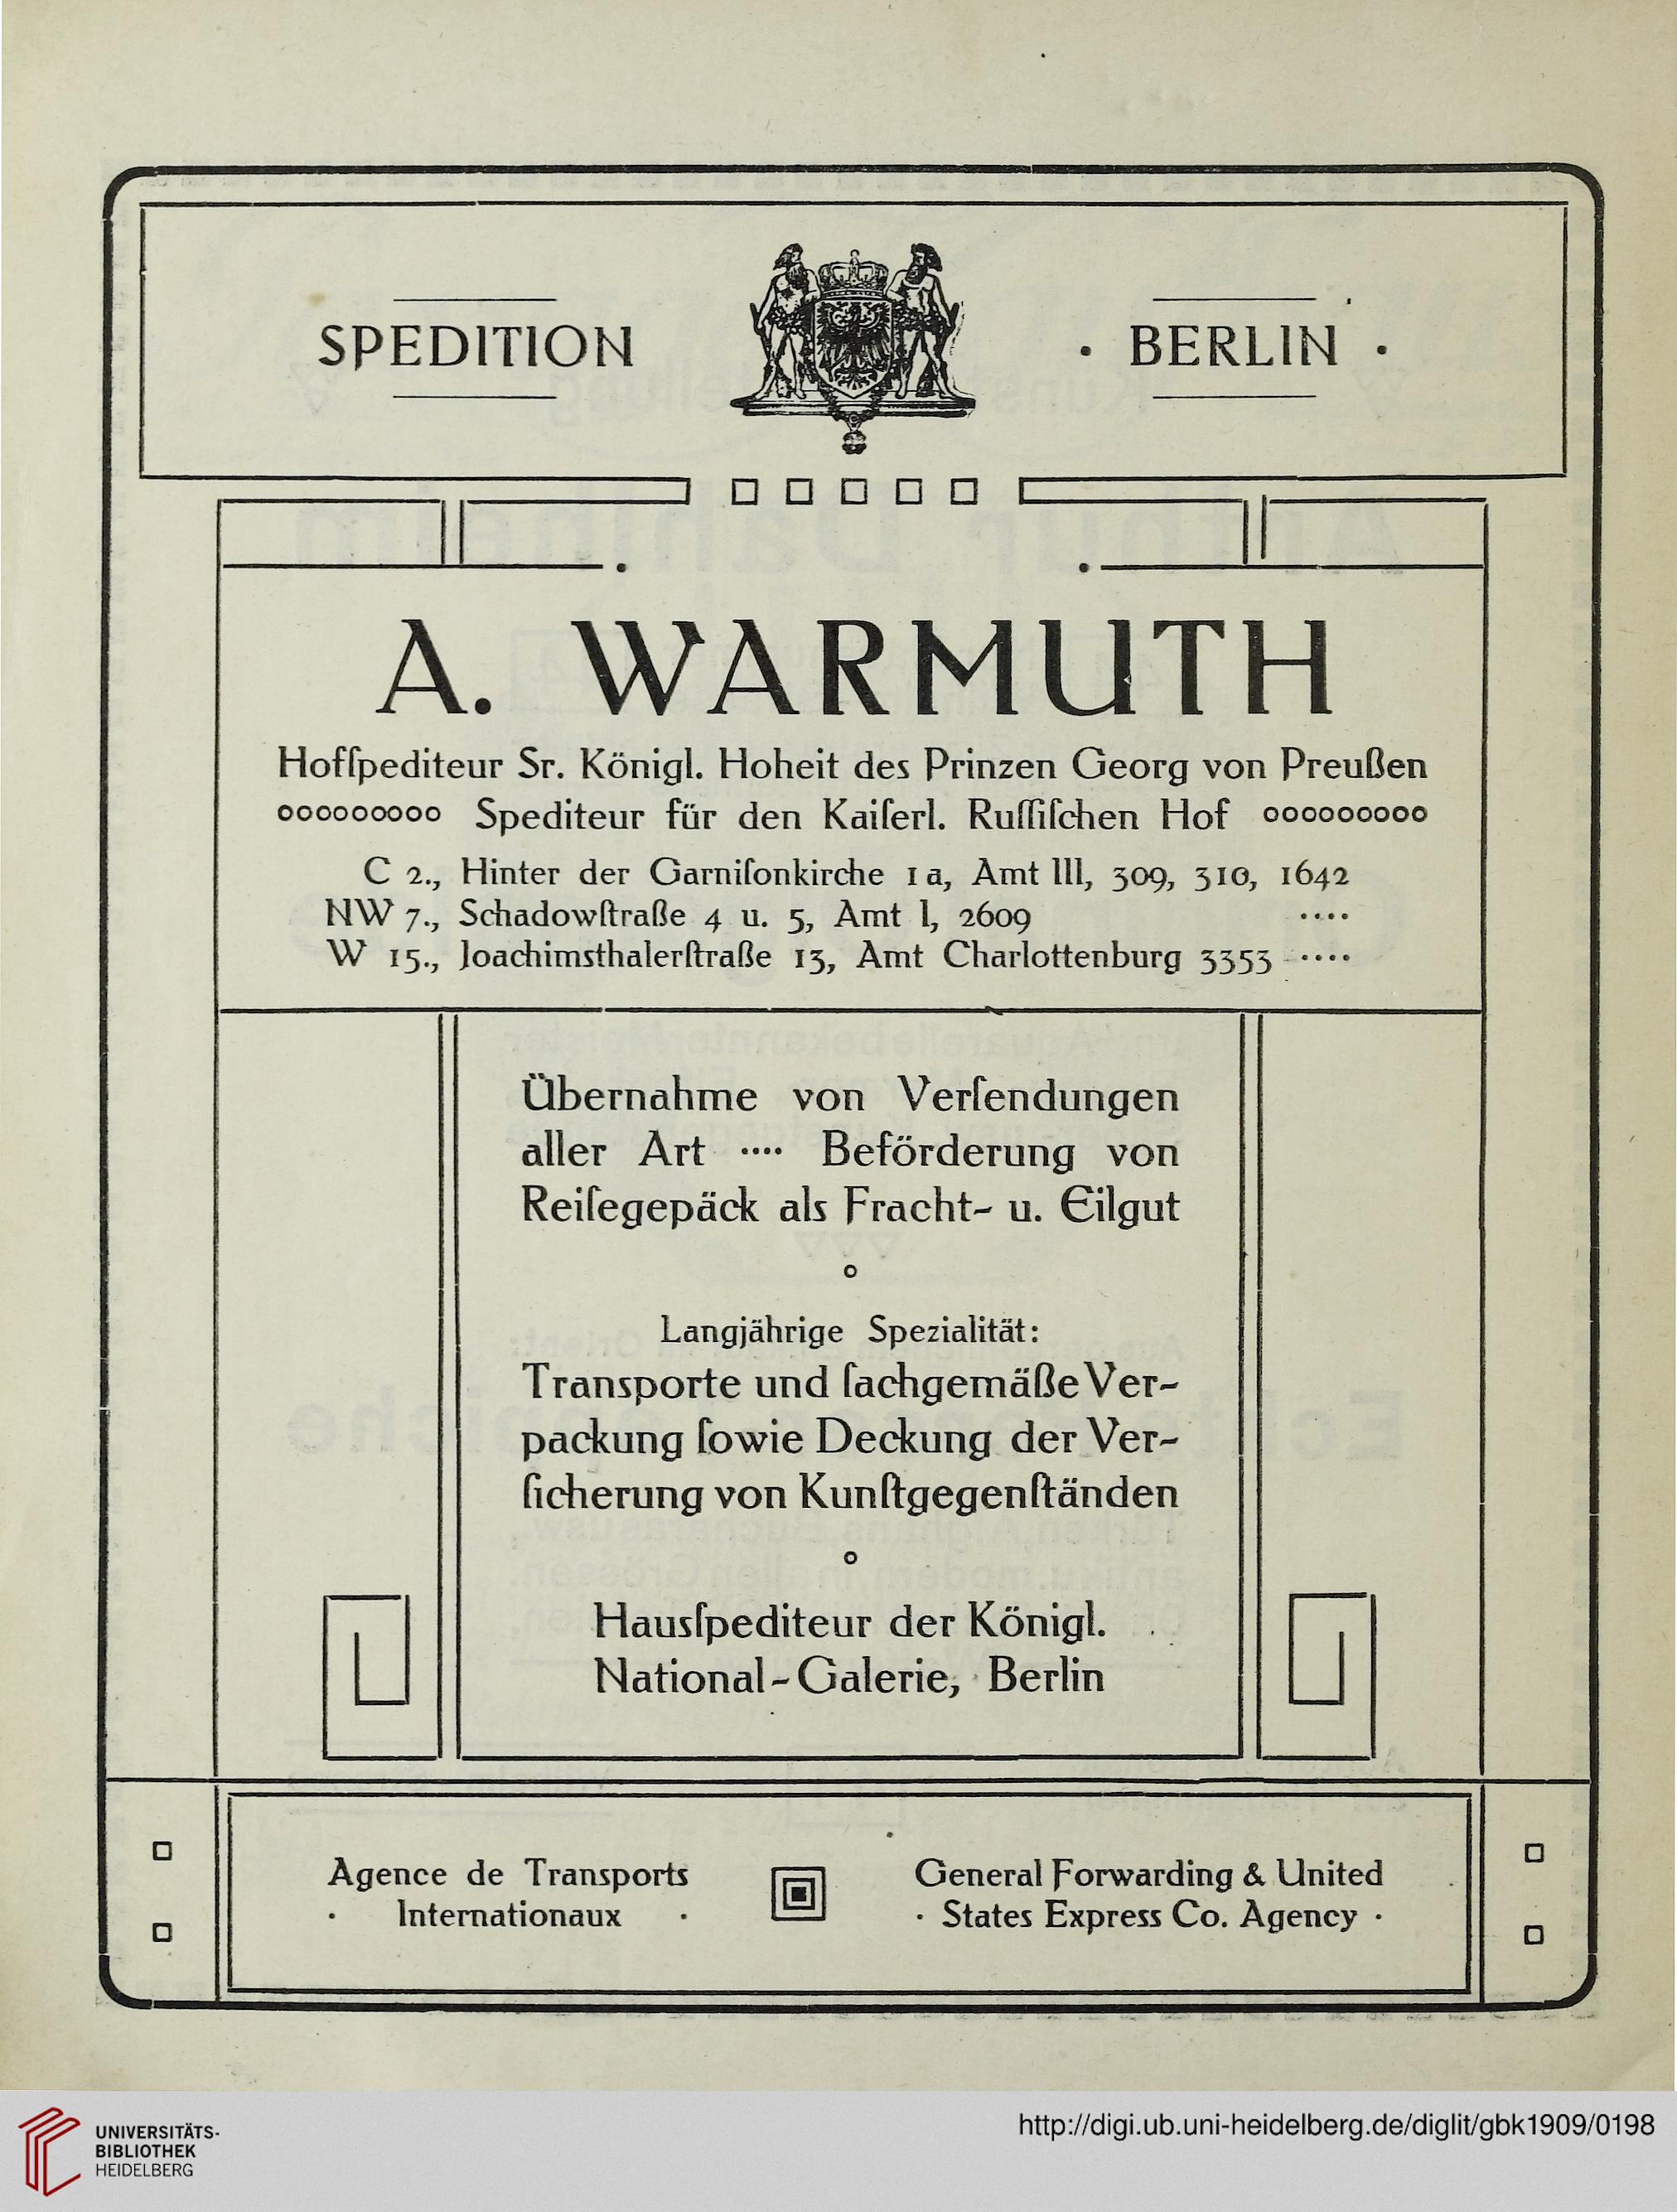 SPEDITION
· BERLIN ·
A. WARMUTH
Hofſpediteur Sr. Königl. Hoheit des Prinzen Georg von Preußen
Spediteur für den Kaiſerl. Ruſſiſchen Hof
C 2., Hinter der Garniſonkirche 1a, Amt III, 309, 310, 1642
NW 7., Schadowſtraße 4 u. 5, Amt I, 2609 ····
W 15., Joachimsthalerſtraße 13, Amt Charlottenburg 3353 ····
Übernahme von Verſendungen
aller Art ···· Beförderung von
Reiſegepäck als Fracht- u. Eilgut
Langjährige Spezialität:
Transporte und ſachgemäße Ver-
packung ſowie Deckung der Ver-
ſicherung von Kunſtgegenſtänden
Hausſpediteur der Königl.
National-Galerie, Berlin
Agence de Transports
· Internationaux ·
General Forwarding & United
· States Express Co. Agency ·
UNIVERSITÄTS-
BIBLIOTHEK
HEIDELBERG
http://digi.ub.uni-heidelberg.de/diglit/gbk1909/0198